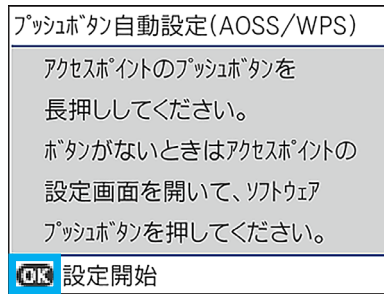 ﾌﾟｯｼｭﾎﾞﾀﾝ自動設定(AOSS/WPS)
ｱｸｾｽﾎﾟｲﾝﾄのﾌﾟｯｼｭﾎﾞﾀﾝを
長押ししてください。
ﾎﾞﾀﾝがないときはｱｸｾｽﾎﾟｲﾝﾄの
設定画面を開いて、ｿﾌﾄｳｪｱ
ﾌﾟｯｼｭﾎﾞﾀﾝを押してください。
OK 設定開始